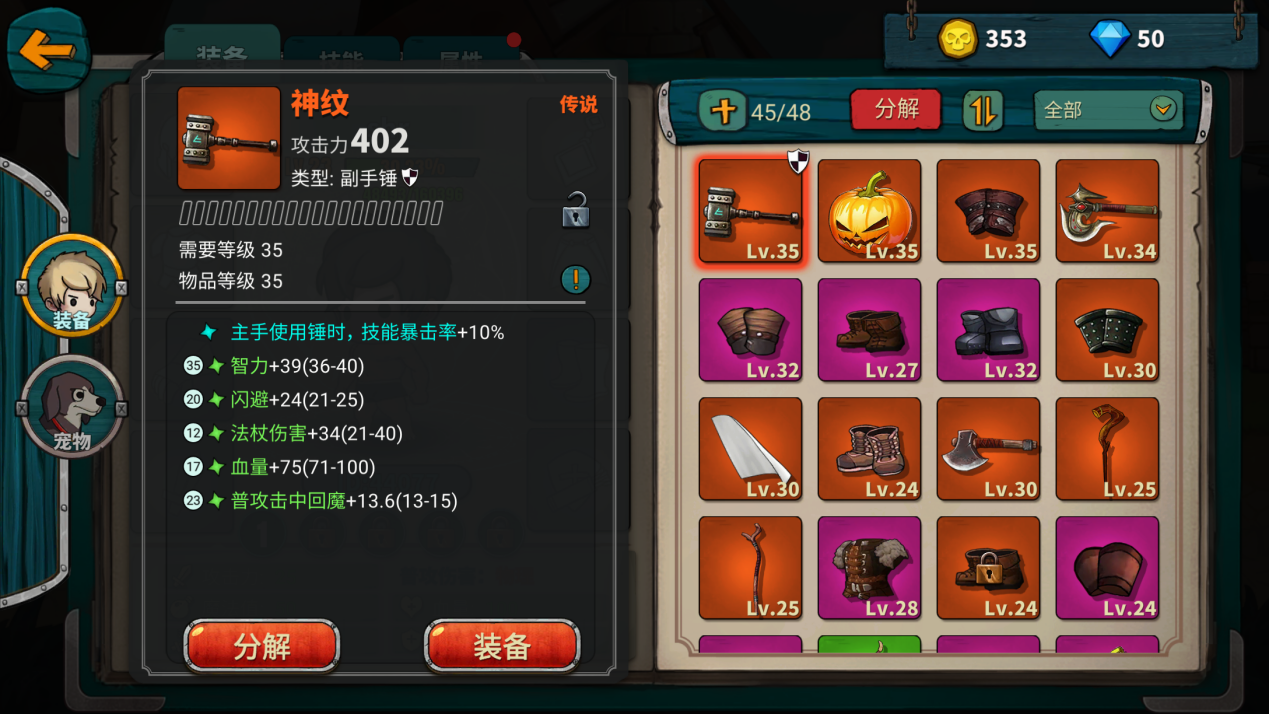 353
50
装备
技能
属性
神纹
传说
攻击力402
类型: 副手锤
需要等级 35
物品等级 35
主手使用锤时，技能暴击率+10%
35 智力+39(36-40)
20 闪避+24(21-25)
12 法杖伤害+34(21-40)
17 血量+75(71-100)
23 普攻击中回魔+13.6(13-15)
分解
装备
装备
宠物
45/48
分解
全部
Lv.35
Lv.35
Lv.35
Lv.34
Lv.32
Lv.27
Lv.32
Lv.30
Lv.30
Lv.24
Lv.30
Lv.25
Lv.25
Lv.28
Lv.24
Lv.24